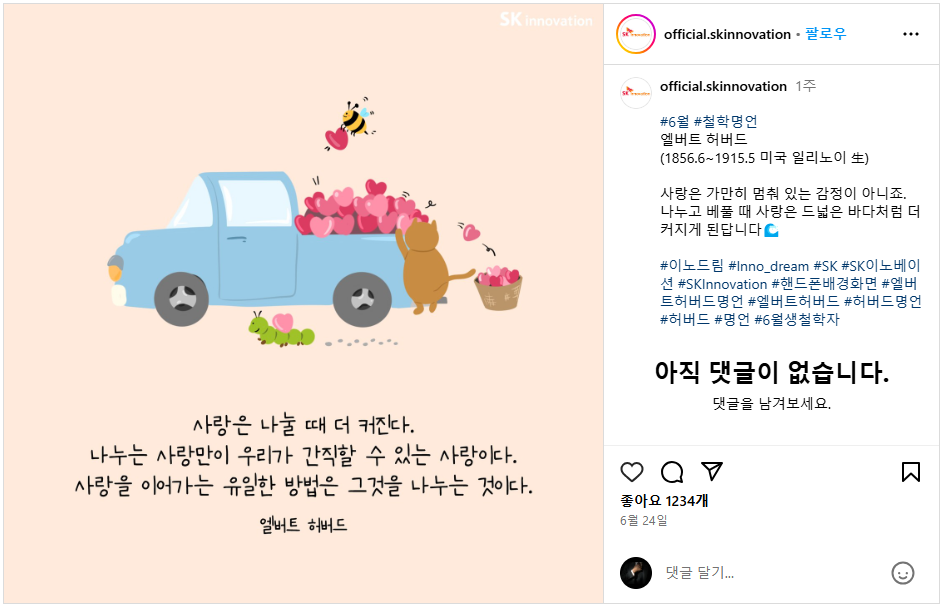 SK innovation
사랑은 나눌 때 더 커진다.
나누는 사랑만이 우리가 간직할 수 있는 사랑이다.
사랑을 이어가는 유일한 방법은 그것을 나누는 것이다.
엘버트 허버드
SK innovation
official.skinnovation • 팔로우
SK innovation
official.skinnovation 1주
#6월 #철학명언
엘버트 허버드
(1856.6~1915.5 미국 일리노이 生)
사랑은 가만히 멈춰 있는 감정이 아니죠.
나누고 베풀 때 사랑은 드넓은 바다처럼 더
커지게 된답니다🌊
#이노드림 #Inno_dream #SK #SK이노베이
션 #SKInnovation #핸드폰배경화면 #엘버
트허버드명언 #엘버트허버드 #허버드명언
#허버드 #명언 #6월생철학자
아직 댓글이 없습니다.
댓글을 남겨보세요.
좋아요 1234개
6월 24일
댓글 달기...